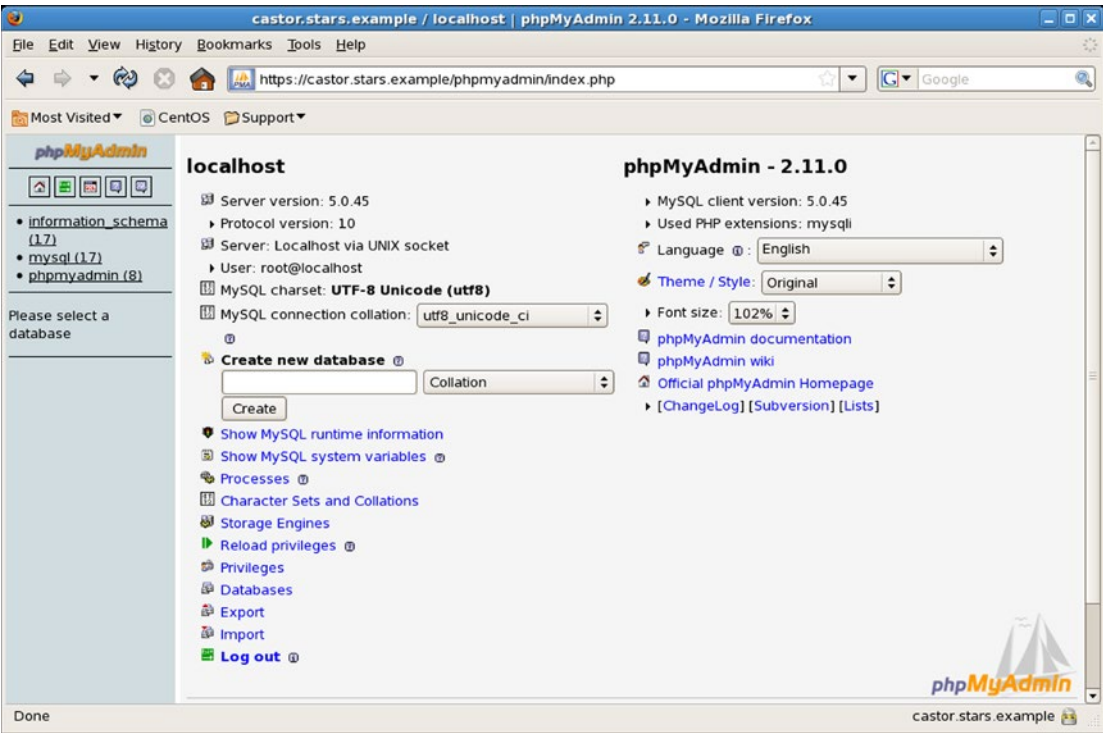 castor.stars.example / localhost | phpMyAdmin 2.11.0 - Mozilla Firefox
File Edit View History Bookmarks Tools Help
https://castor.stars.example/phpmyadmin/index.php
G Google
Most Visited CentOS Support
phpMyAdmin
information_schema
(17)
mysql (17)
phpmyadmin (8)
Please select a
database
localhost
Server version: 5.0.45
Protocol version: 10
Server: Localhost via UNIX socket
User: root@localhost
MySQL charset: UTF-8 Unicode (utf8)
MySQL connection collation: utf8_unicode_ci
Create new database
Collation
Create
Show MySQL runtime information
Show MySQL system variables
Processes
Character Sets and Collations
Storage Engines
Reload privileges
Privileges
Databases
Export
Import
Log out
phpMyAdmin - 2.11.0
MySQL client version: 5.0.45
Used PHP extensions: mysqli
Language : English
Theme / Style: Original
Font size: 102%
phpMyAdmin documentation
phpMyAdmin wiki
Official phpMyAdmin Homepage
[ChangeLog] [Subversion] [Lists]
phpMyAdmin
Done
castor.stars.example